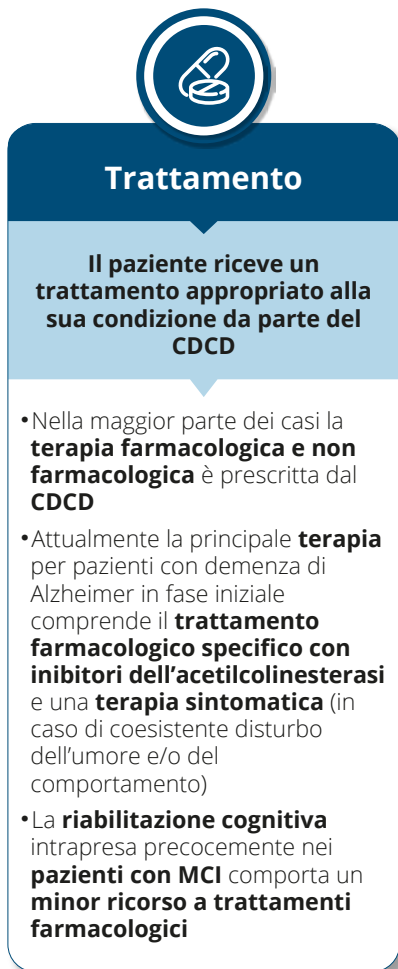 Trattamento
Il paziente riceve un
trattamento appropriato alla
sua condizione da parte del
CDCD
•Nella maggior parte dei casi la
terapia farmacologica e non
farmacologica è prescritta dal
CDCD
•Attualmente la principale terapia
per pazienti con demenza di
Alzheimer in fase iniziale
comprende il trattamento
farmacologico specifico con
inibitori dell’acetilcolinesterasi
e una terapia sintomatica (in
caso di coesistente disturbo
dell’umore e/o del
comportamento)
•La riabilitazione cognitiva
intrapresa precocemente nei
pazienti con MCI comporta un
minor ricorso a trattamenti
farmacologici